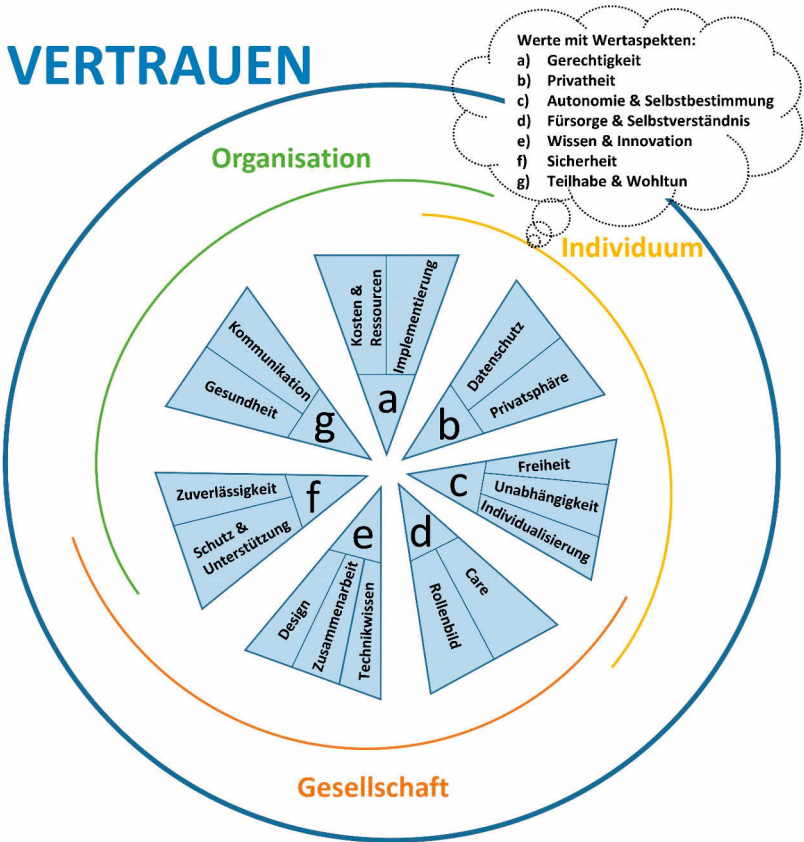 VERTRAUEN
Werte mit Wertaspekten:
a) Gerechtigkeit
b) Privatheit
c) Autonomie & Selbstbestimmung
d) Fürsorge & Selbstverständnis
e) Wissen & Innovation
f) Sicherheit
g) Teilhabe & Wohltun
Organisation
Individuum
Kosten &
Ressourcen
Implementierung
a
Datenschutz
Privatsphäre
b
Freiheit
Unabhängigkeit
Individualisierung
c
Care
Rollenbild
d
Design
Zusammenarbeit
Technikwissen
e
Zuverlässigkeit
Schutz &
Unterstützung
f
Kommunikation
Gesundheit
g
Gesellschaft